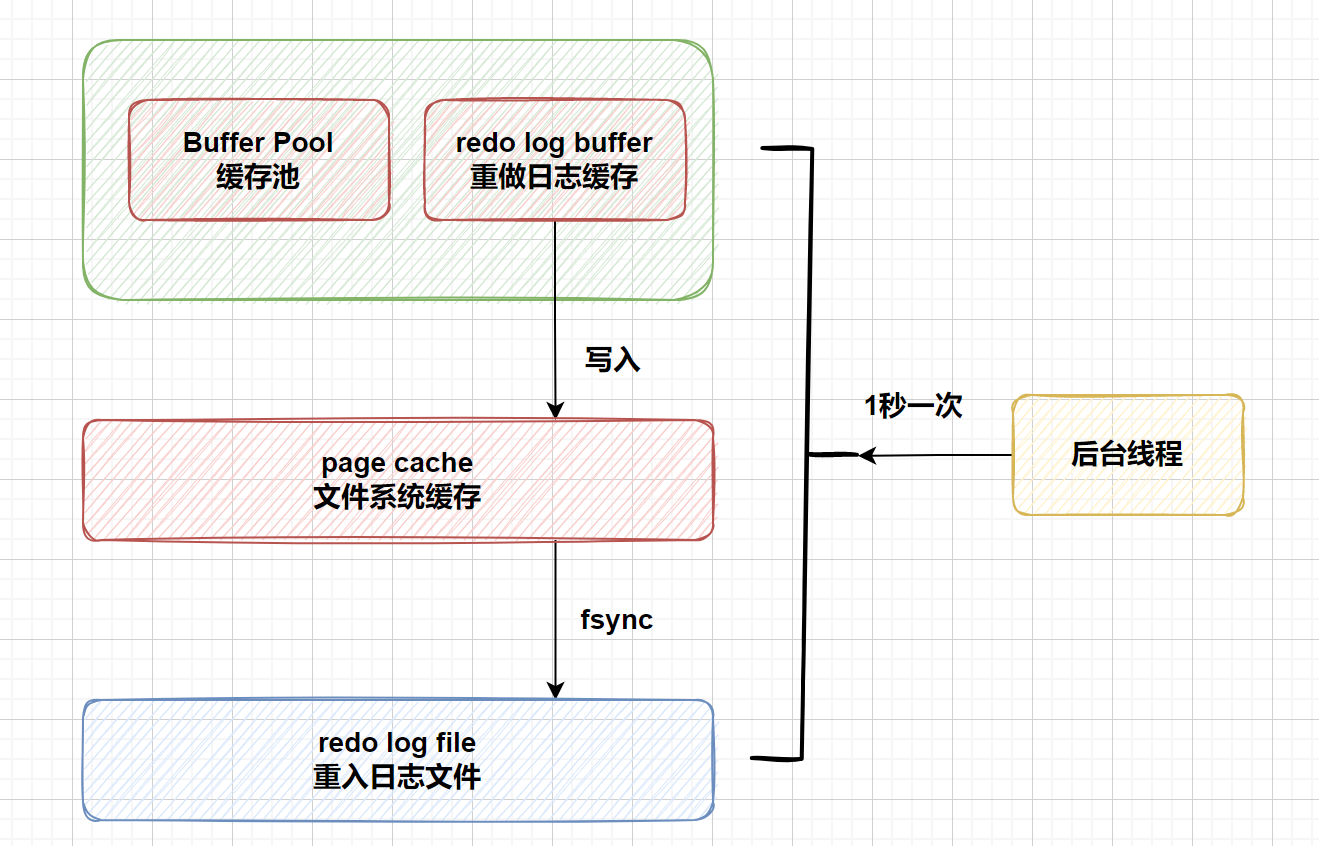 Buffer Pool
缓存池
redo log buffer
重做日志缓存
写入
1秒一次
后台线程
page cache
文件系统缓存
fsync
redo log file
重入日志文件